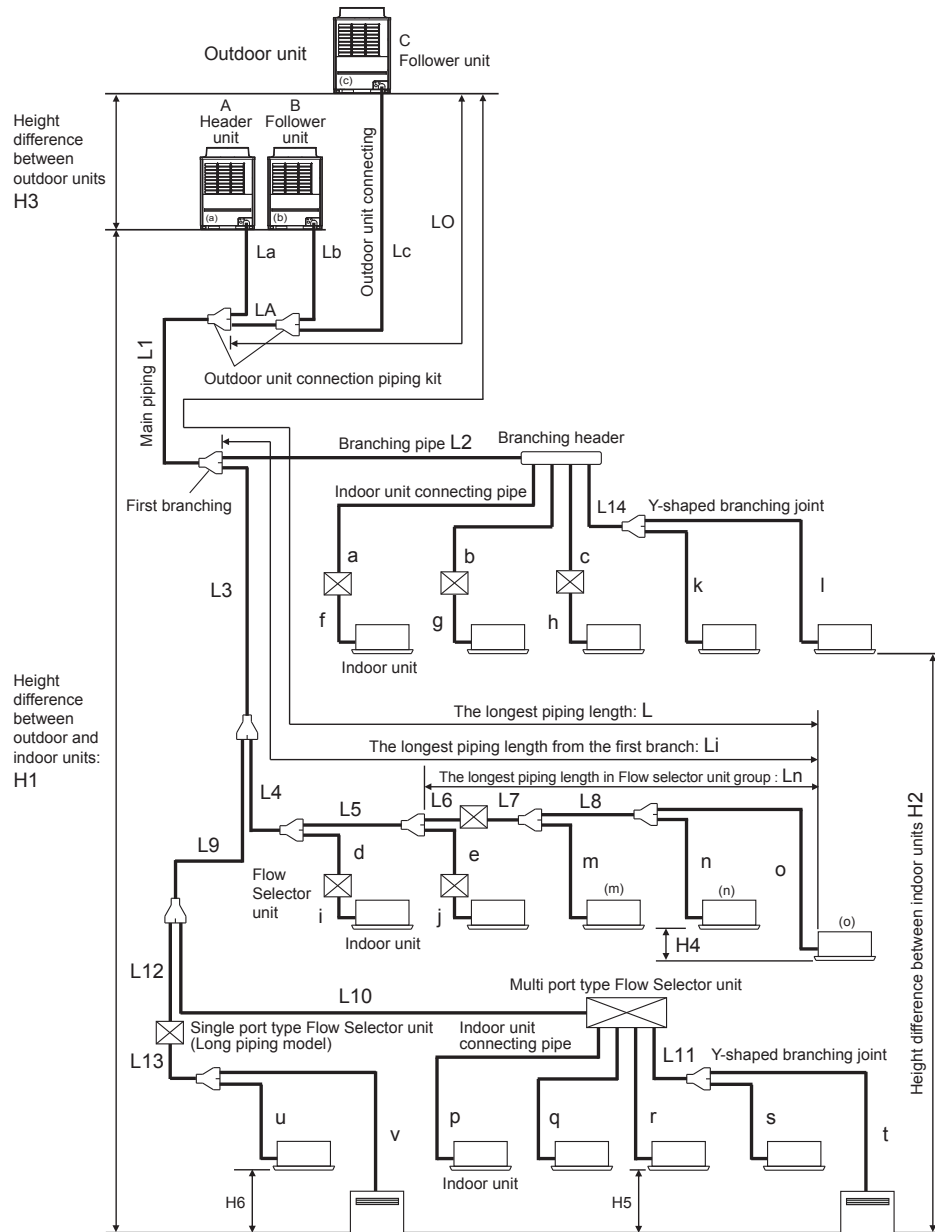 Outdoor unit
C
Follower unit
(c)
Height
difference
between
outdoor units
H3
A
Header
unit
B
Follower
unit
(a)
(b)
La
Lb
Outdoor unit connecting
Lc
LO
LA
Main piping L1
Outdoor unit connection piping kit
Branching pipe L2
Branching header
First branching
Indoor unit connecting pipe
L14
Y-shaped branching joint
a
b
c
k
l
L3
f
g
h
Indoor unit
Height
difference
between
outdoor and
indoor units:
H1
The longest piping length: L
The longest piping length from the first branch: Li
The longest piping length in Flow selector unit group : Ln
L4
L5
L6
L7
L8
L9
d
e
m
n
o
Flow
Selector
unit
i
j
(m)
(n)
(o)
Indoor unit
H4
Height difference between indoor units H2
L12
L10
Multi port type Flow Selector unit
Single port type Flow Selector unit
(Long piping model)
Indoor unit
connecting pipe
L13
L11
Y-shaped branching joint
u
v
p
q
r
s
t
Indoor unit
H6
H5